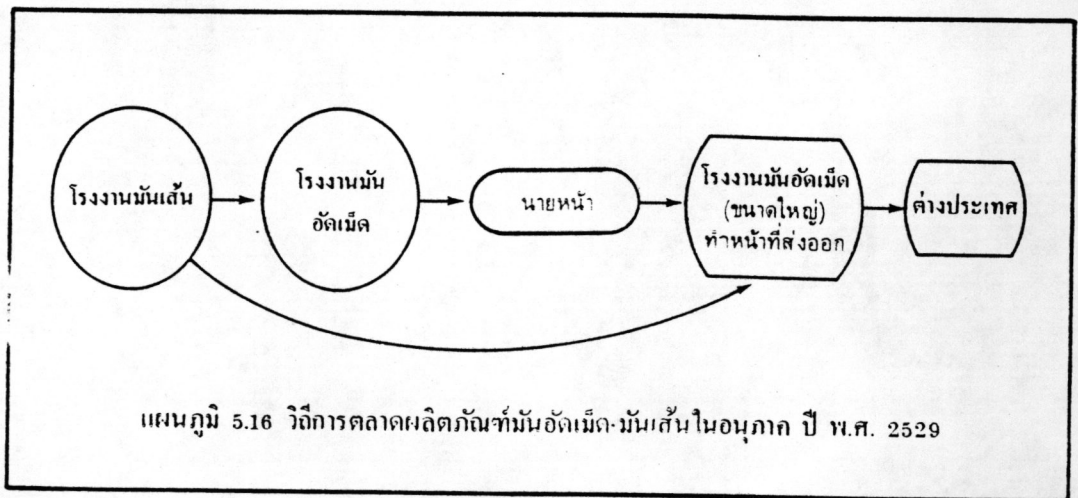 โรงงานมันเส้น
โรงงานมัน
อัดเม็ด
นายหน้า
โรงงานมันอัดเม็ด
(ขนาดใหญ่)
ทำหน้าที่ส่งออก
ต่างประเทศ
แผนภูมิ 5.16 วิถีการตลาดผลิตภัณฑ์มันอัดเม็ด-มันเส้นในอนุภาค ปี พ.ศ. 2529